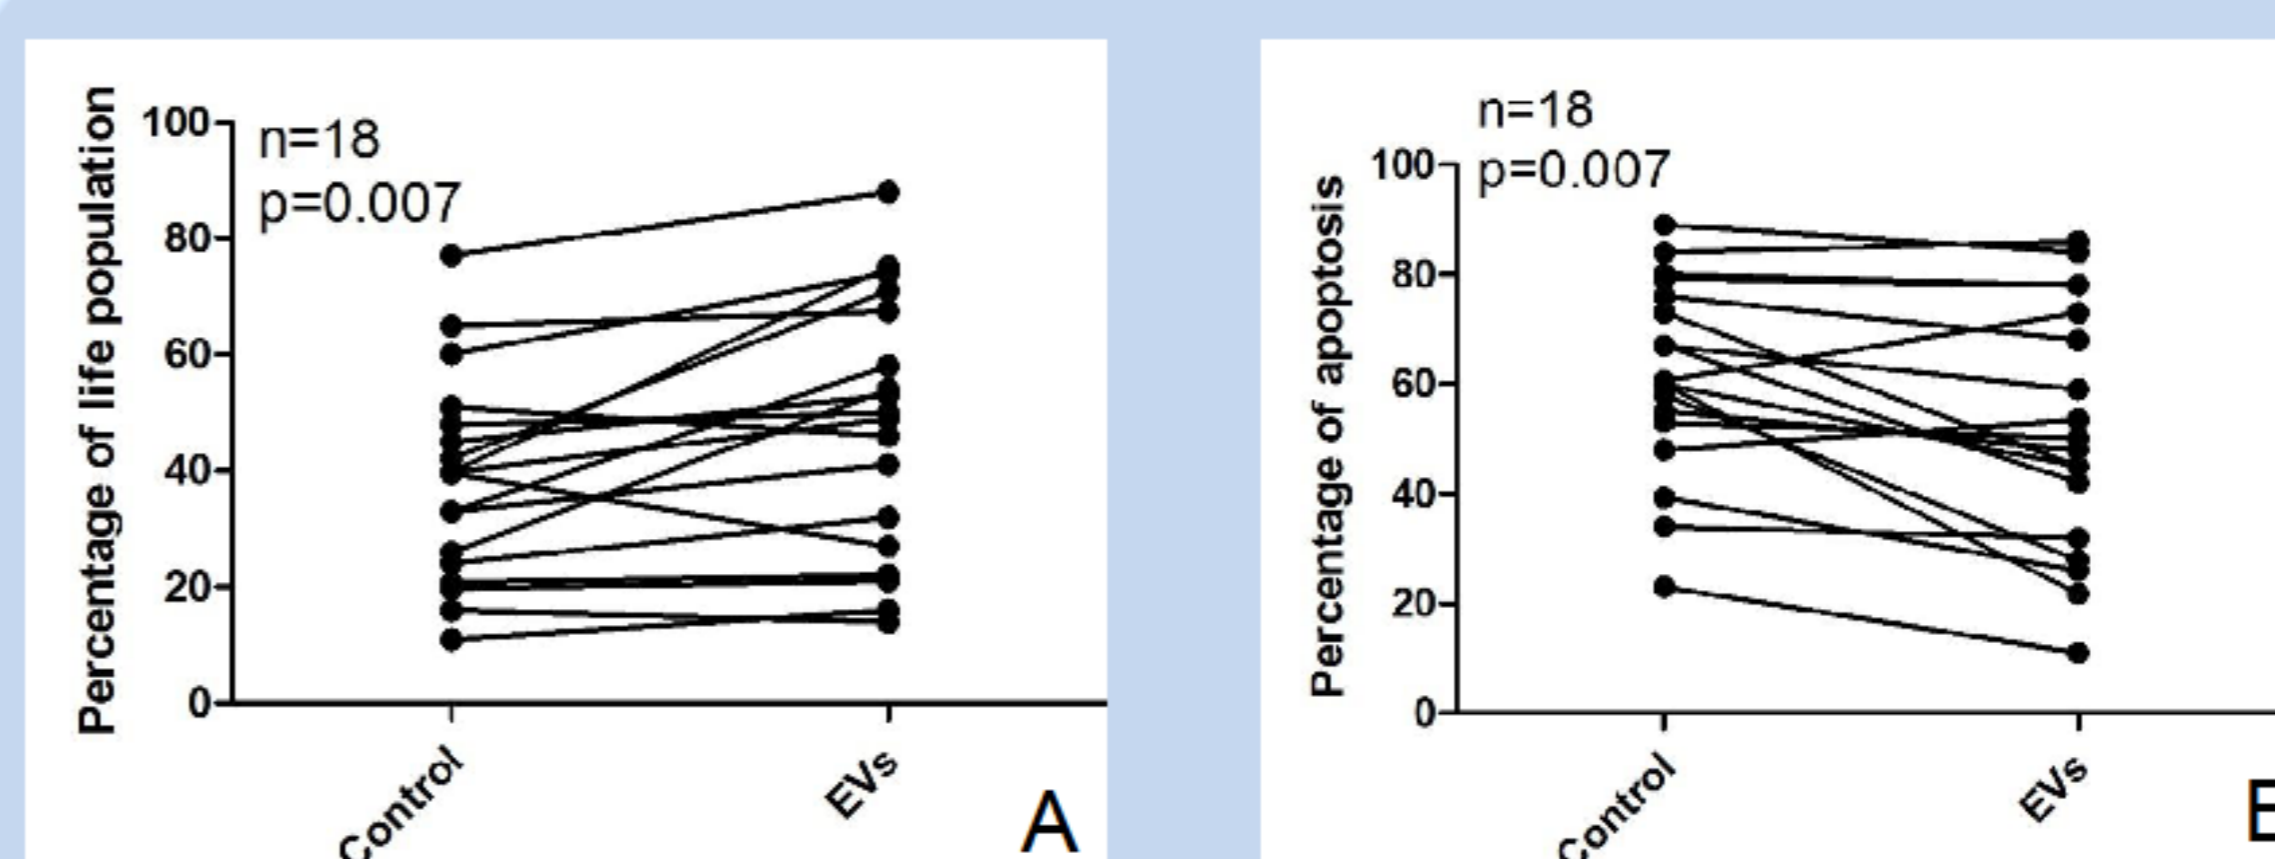 Percentage of life population
100
80
60
40
20
0
n=18
p=0.007
Control
EVs
A
Percentage of apoptosis
100
80
60
40
20
0
n=18
p=0.007
Control
EVs